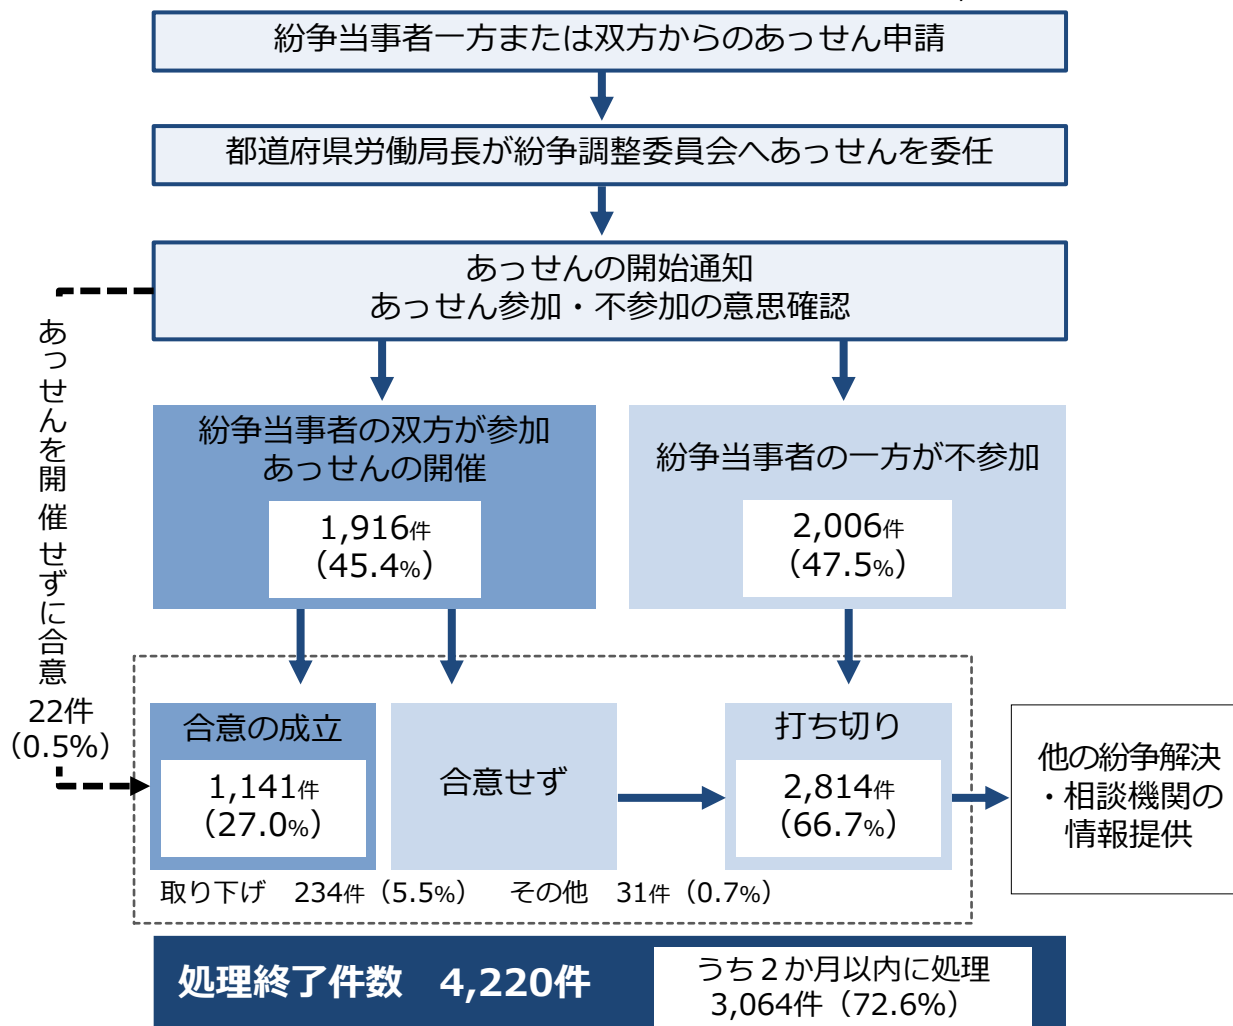 紛争当事者一方または双方からのあっせん申請
都道府県労働局長が紛争調整委員会へあっせんを委任
あっせんの開始通知
あっせん参加・不参加の意思確認
あっせんを開催せずに合意
22件
（0.5%）
紛争当事者の双方が参加
あっせんの開催
1,916件
（45.4%）
紛争当事者の一方が不参加
2,006件
（47.5%）
合意の成立
1,141件
（27.0%）
合意せず
打ち切り
2,814件
（66.7%）
他の紛争解決
・相談機関の
情報提供
取り下げ　234件（5.5%）　その他　31件（0.7%）
処理終了件数　4,220件
うち２か月以内に処理
3,064件（72.6%）